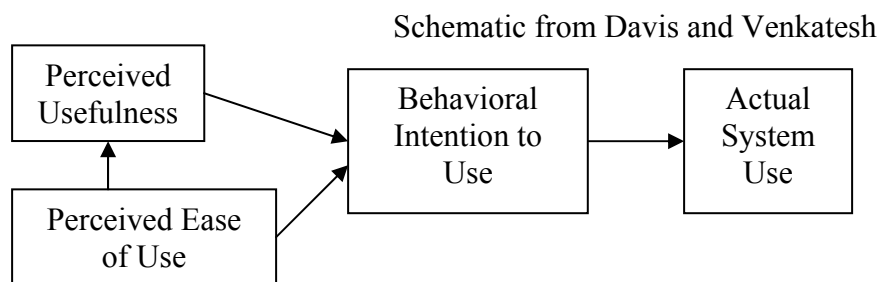 Schematic from Davis and Venkatesh
Perceived
Usefulness
Behavioral
Intention to
Use
Actual
System
Use
Perceived Ease
of Use